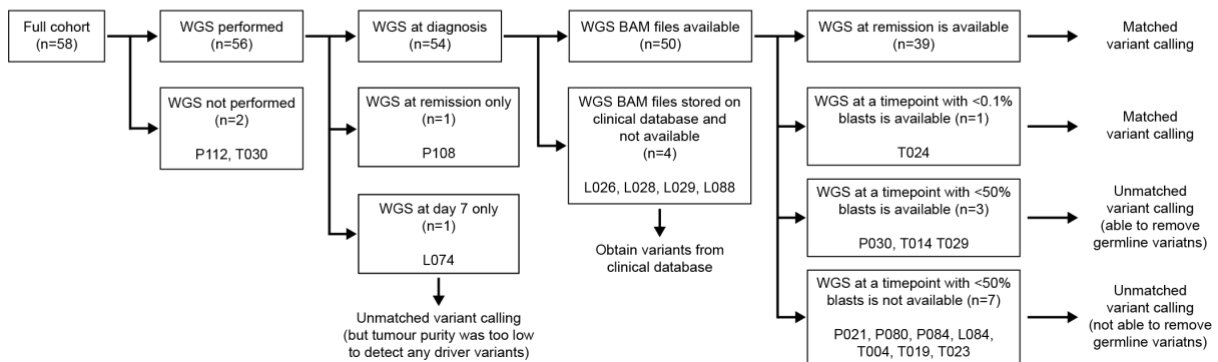 Full cohort
(n=58)
WGS performed
(n=56)
WGS at diagnosis
(n=54)
WGS BAM files available
(n=50)
WGS at remission is available
(n=39)
Matched
variant calling
WGS not performed
(n=2)
P112, T030
WGS at remission only
(n=1)
P108
WGS at day 7 only
(n=1)
L074
Unmatched variant calling
(but tumour purity was too low
to detect any driver variants)
WGS BAM files stored on
clinical database and
not available
(n=4)
L026, L028, L029, L088
Obtain variants from
clinical database
WGS at a timepoint with <0.1%
blasts is available (n=1)
T024
Matched
variant calling
WGS at a timepoint with <50%
blasts is available (n=3)
P030, T014 T029
Unmatched
variant calling
(able to remove
germline variatns)
WGS at a timepoint with <50%
blasts is not available (n=7)
P021, P080, P084, L084,
T004, T019, T023
Unmatched
variant calling
(not able to remove
germline variatns)